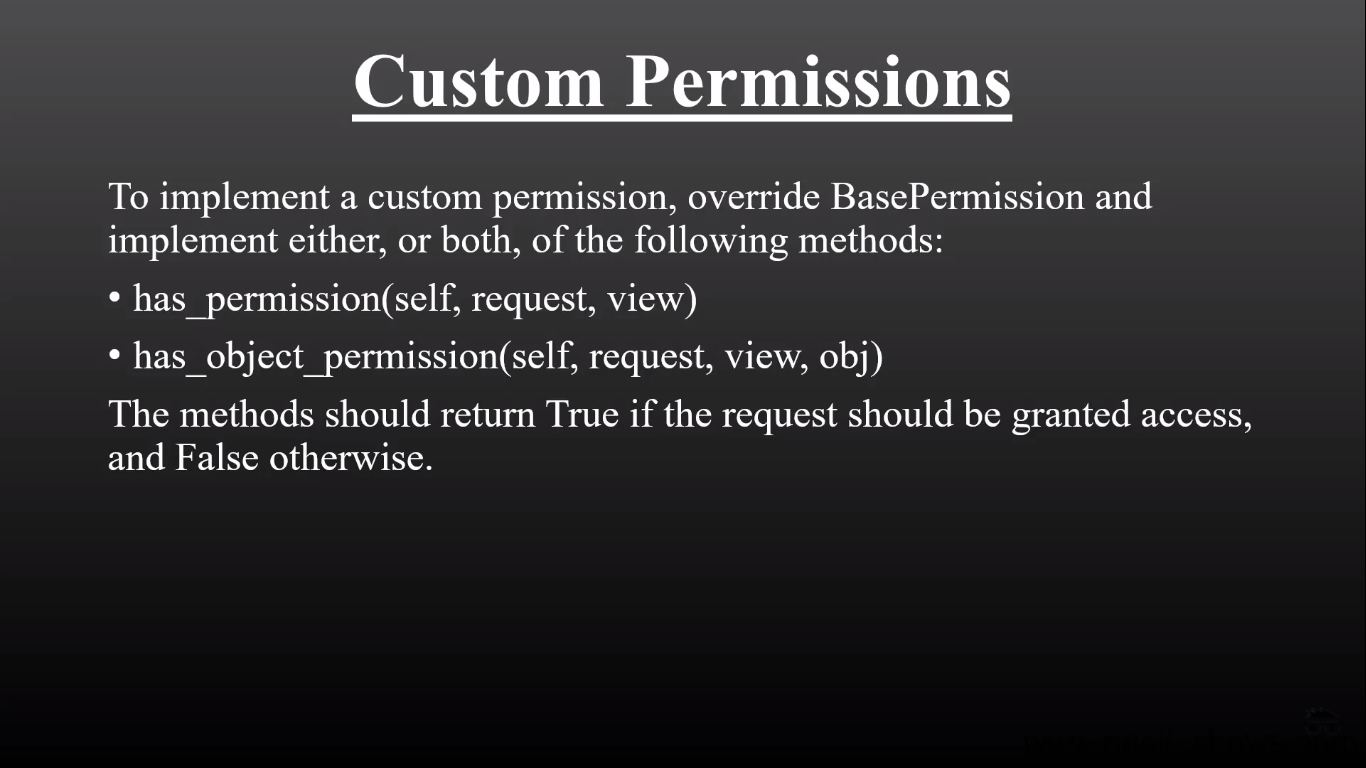 Custom Permissions
To implement a custom permission, override BasePermission and
implement either, or both, of the following methods:
• has_permission(self, request, view)
• has_object_permission(self, request, view, obj)
The methods should return True if the request should be granted access,
and False otherwise.